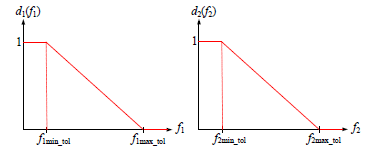 d1(f1)
1
f1min_tol
f1max_tol
f1
d2(f2)
1
f2min_tol
f2max_tol
f2